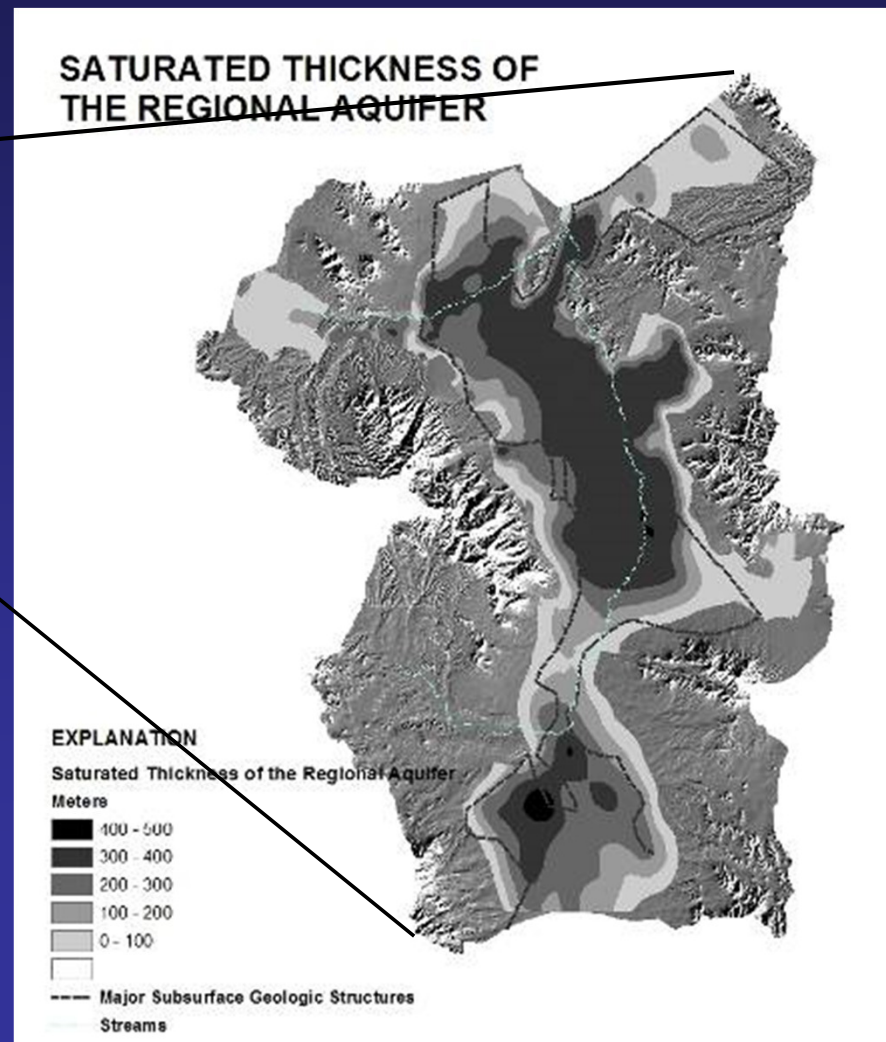 SATURATED THICKNESS OF
THE REGIONAL AQUIFER
EXPLANATION
Saturated Thickness of the Regional Aquifer
Meters
400 - 500
300 - 400
200 - 300
100 - 200
0 - 100
Major Subsurface Geologic Structures
Streams